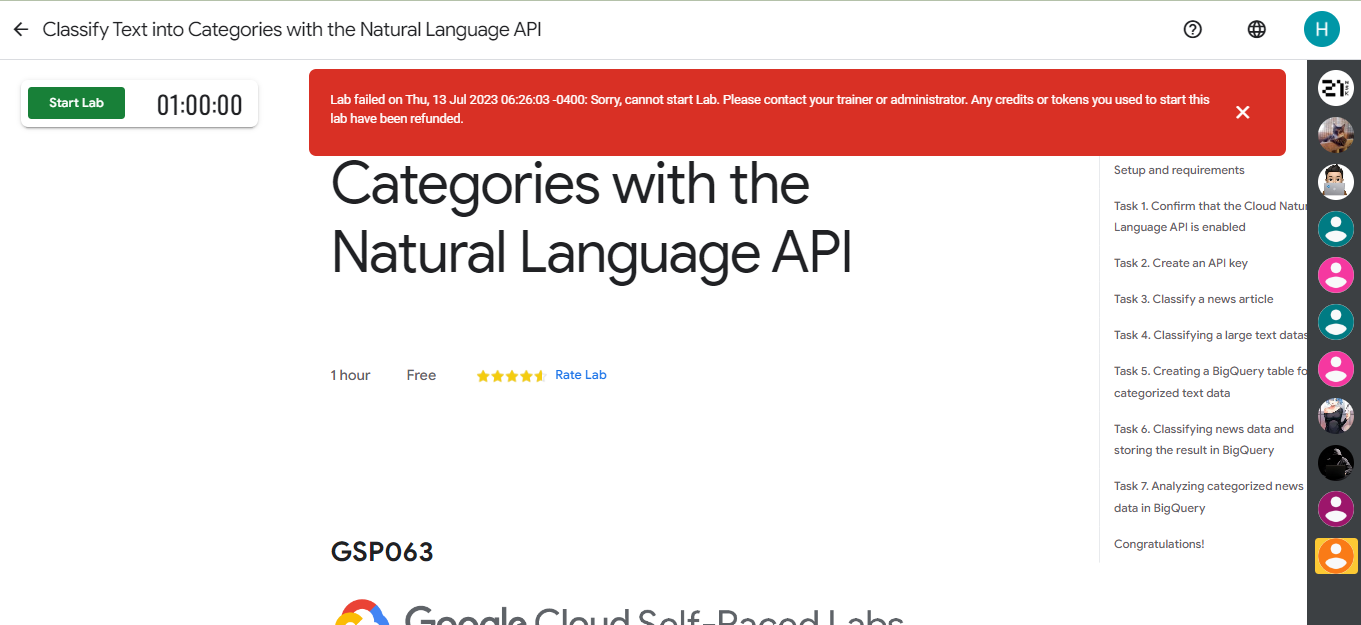 Classify Text into Categories with the Natural Language API
H
Start Lab
01:00:00
Lab failed on Thu, 13 Jul 2023 06:26:03 -0400: Sorry, cannot start Lab. Please contact your trainer or administrator. Any credits or tokens you used to start this
lab have been refunded.
Categories with the
Natural Language API
1 hour
Free
Rate Lab
GSP063
Google Cloud Self-Paced Labs
Setup and requirements
Task 1. Confirm that the Cloud Natur
Language API is enabled
Task 2. Create an API key
Task 3. Classify a news article
Task 4. Classifying a large text datas
Task 5. Creating a BigQuery table fo
categorized text data
Task 6. Classifying news data and
storing the result in BigQuery
Task 7. Analyzing categorized news
data in BigQuery
Congratulations!
21